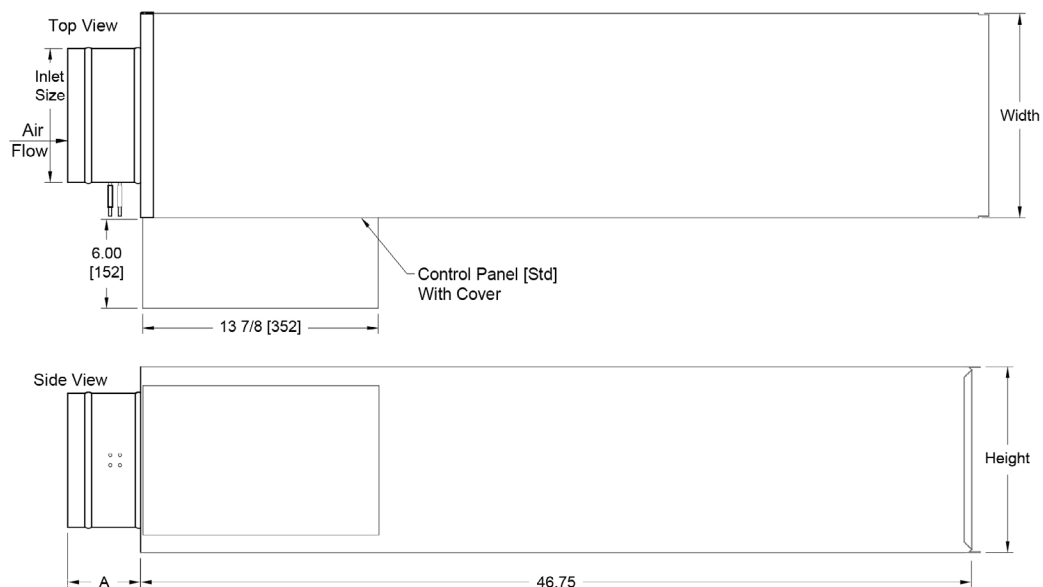 Top View
Inlet
Size
Air
Flow
Width
6.00
[152]
Control Panel [Std]
With Cover
13 7/8 [352]
Side View
Height
A
46.75